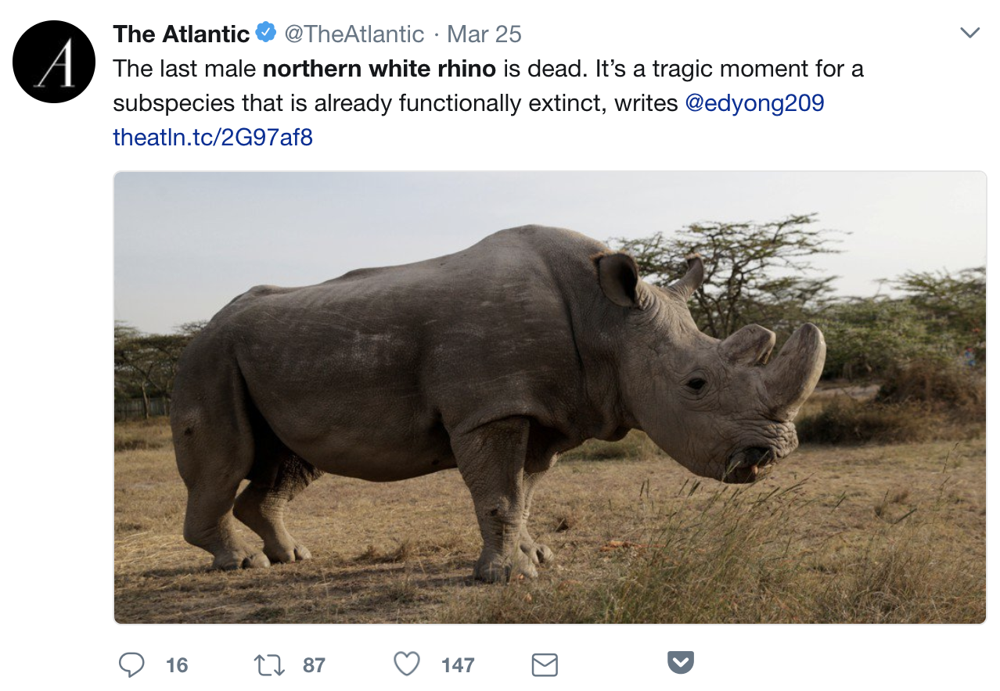 The Atlantic @TheAtlantic · Mar 25
The last male northern white rhino is dead. It’s a tragic moment for a
subspecies that is already functionally extinct, writes @edyong209
theatln.tc/2G97af8
A
16 87 147